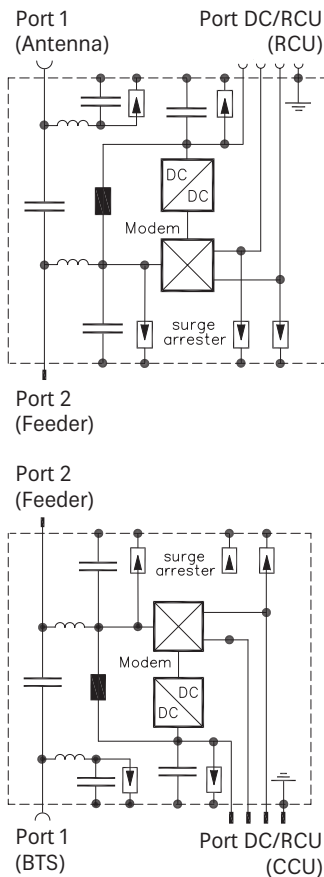 Port 1
(Antenna)
Port DC/RCU
(RCU)
DC
DC
Modem
surge
arrester
Port 2
(Feeder)
Port 2
(Feeder)
surge
arrester
Modem
DC
DC
Port 1
(BTS)
Port DC/RCU
(CCU)